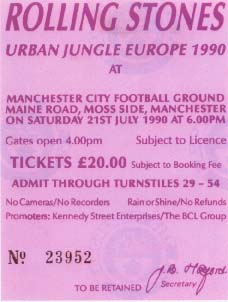 ROLLING STONES
URBAN JUNGLE EUROPE 1990
AT
MANCHESTER CITY FOOTBALL GROUND
MAINE ROAD, MOSS SIDE, MANCHESTER
ON SATURDAY 21ST JULY 1990 AT 6.00PM
Gates open 4.00pm Subject to Licence
TICKETS £20.00 Subject to Booking Fee
ADMIT THROUGH TURNSTILES 29 – 54
No Cameras/No Recorders Rain or Shine/No Refunds
Promoters: Kennedy Street Enterprises/The BCL Group
Nº 23952
TO BE RETAINED Secretary